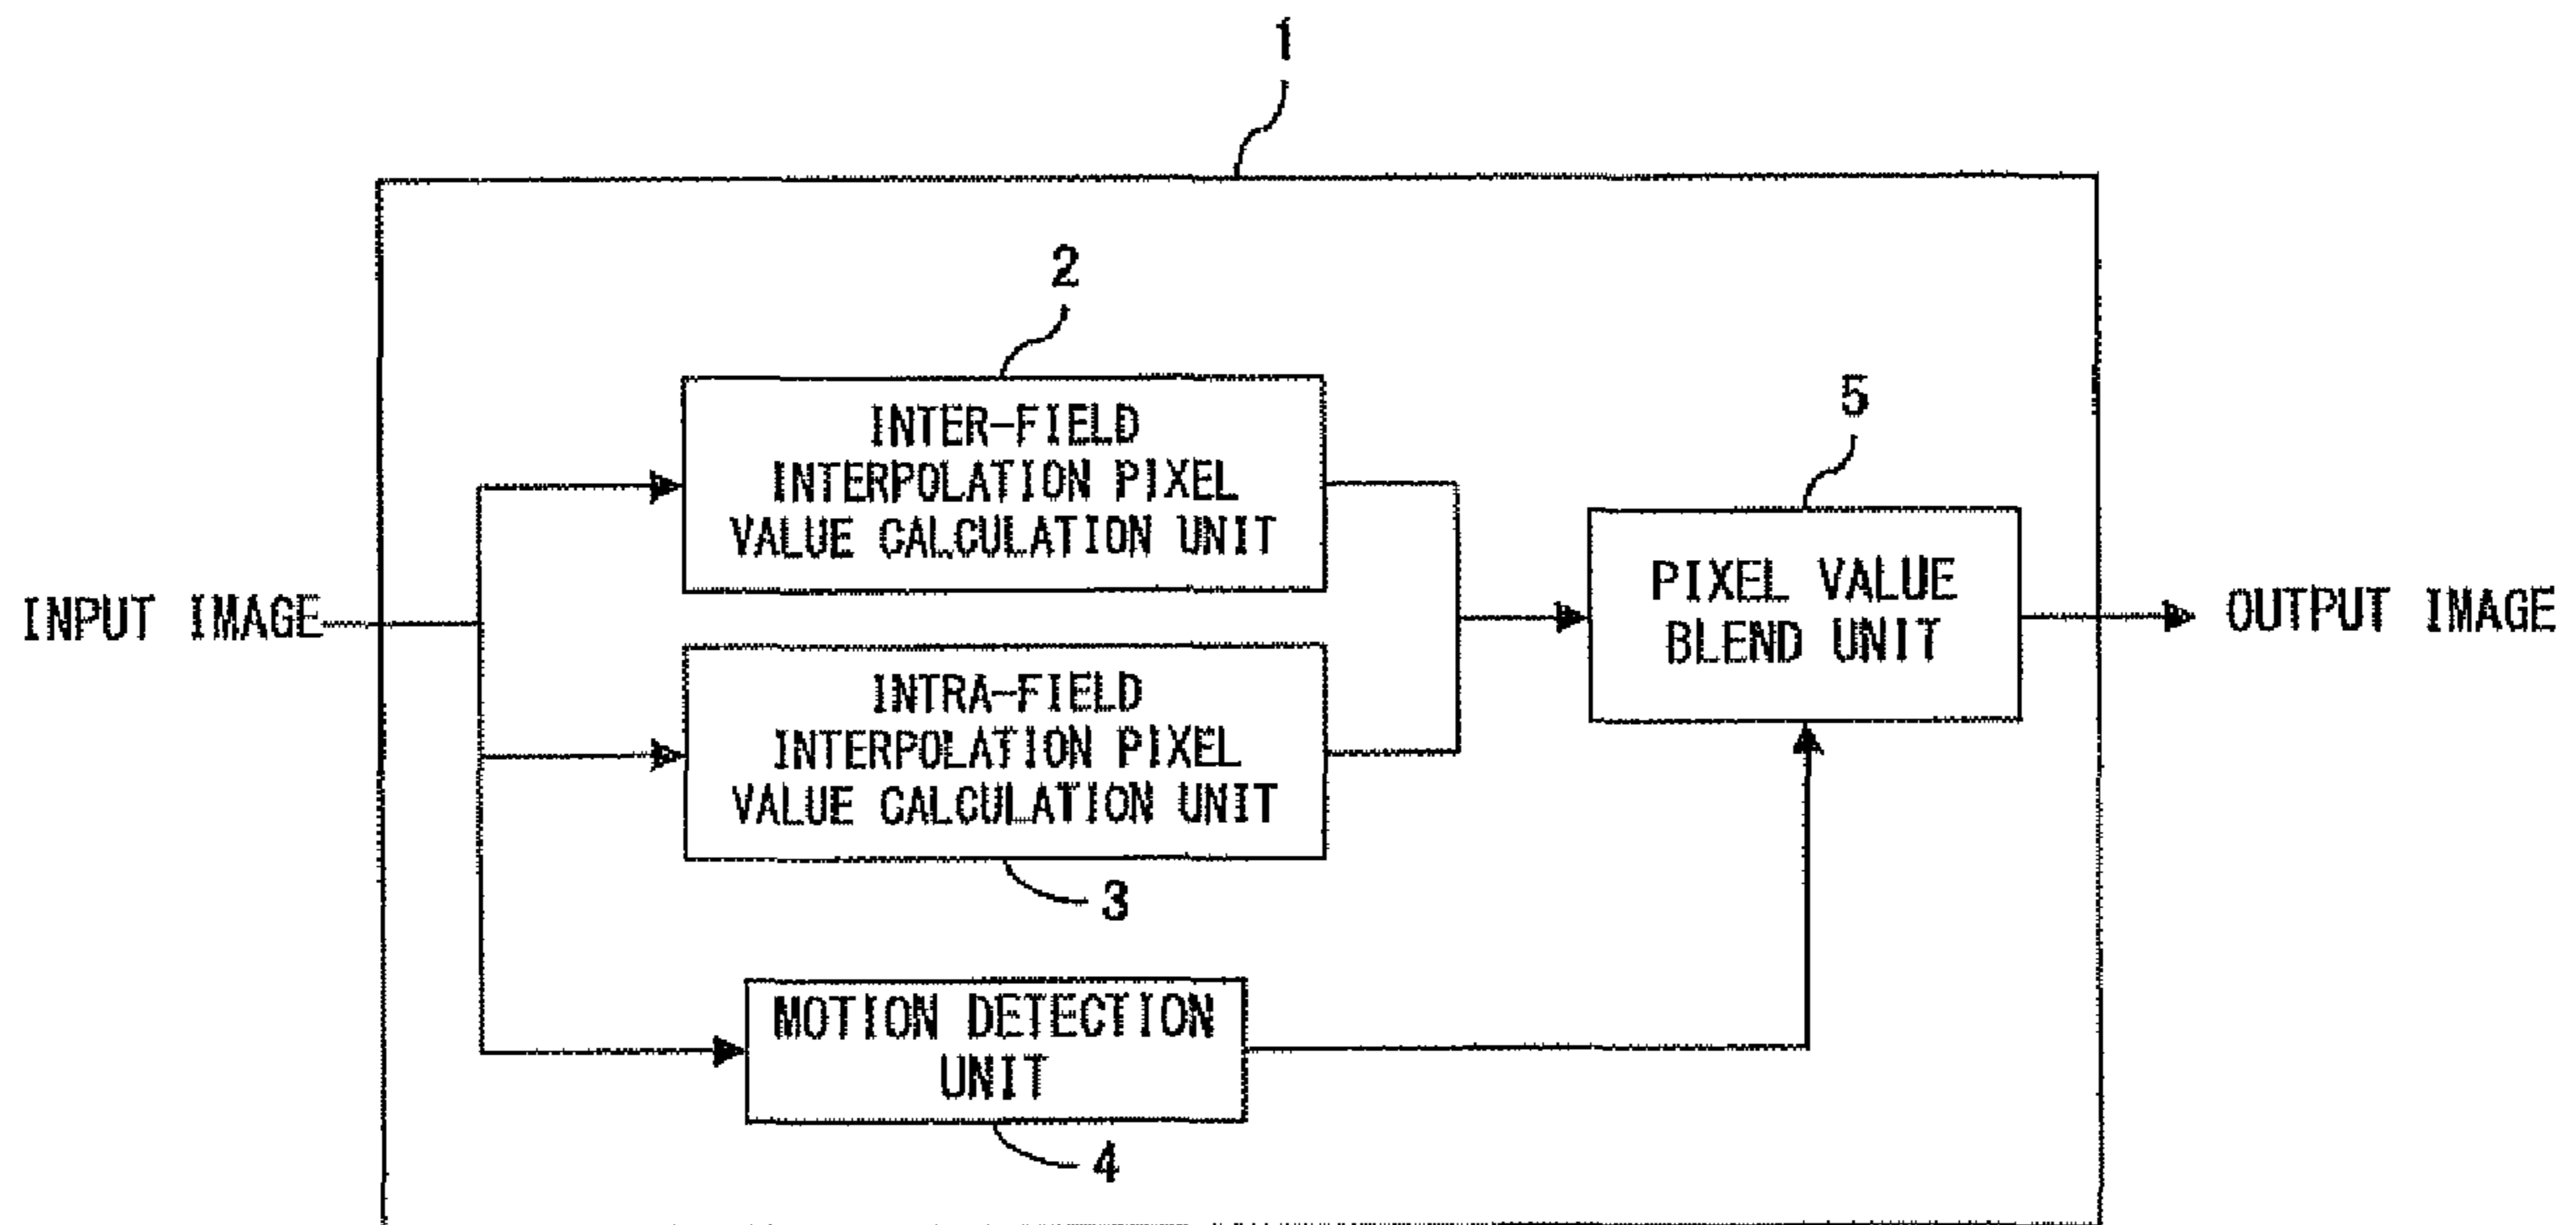 1
2
INTER-FIELD
INTERPOLATION PIXEL
VALUE CALCULATION UNIT
5
PIXEL VALUE
BLEND UNIT
INPUT IMAGE
OUTPUT IMAGE
INTRA-FIELD
INTERPOLATION PIXEL
VALUE CALCULATION UNIT
3
MOTION DETECTION
UNIT
4